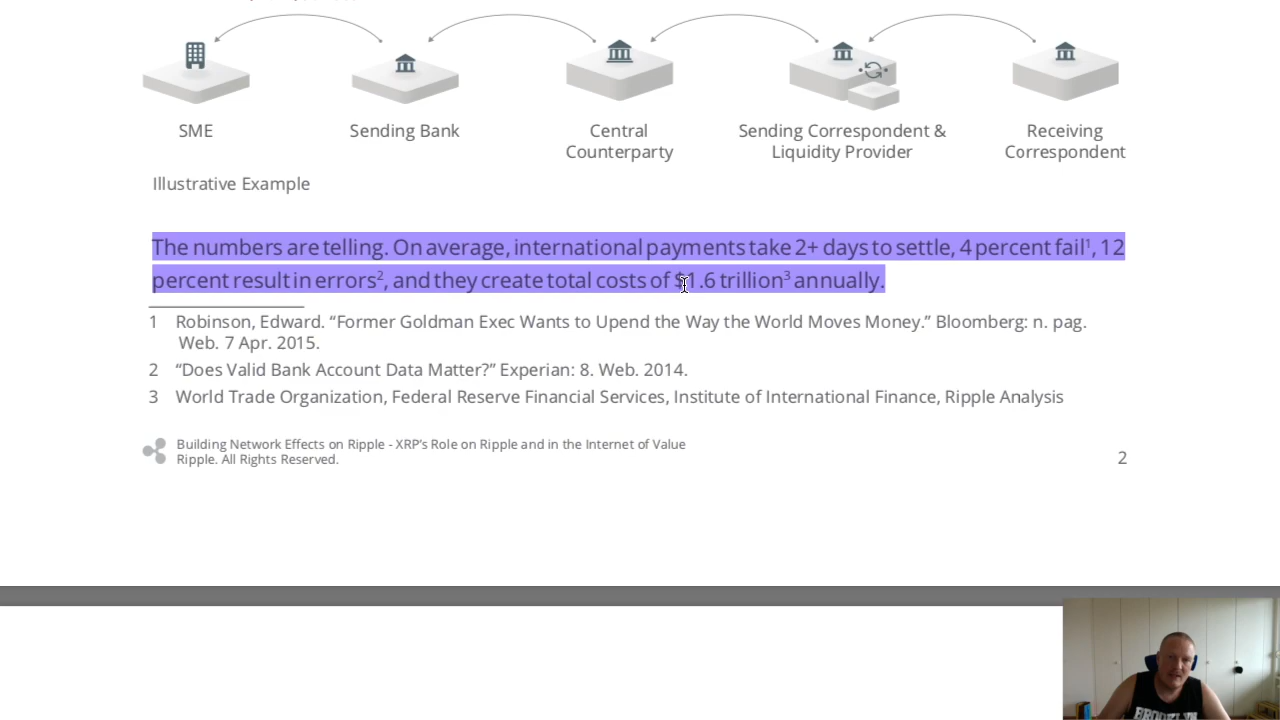 SME
Sending Bank
Central
Counterparty
Sending Correspondent &
Liquidity Provider
Receiving
Correspondent
Illustrative Example
The numbers are telling. On average, international payments take 2+ days to settle, 4 percent fail¹, 12
percent result in errors², and they create total costs of $1.6 trillion³ annually.
1 Robinson, Edward. “Former Goldman Exec Wants to Upend the Way the World Moves Money.” Bloomberg: n. pag.
Web. 7 Apr. 2015.
2 “Does Valid Bank Account Data Matter?” Experian: 8. Web. 2014.
3 World Trade Organization, Federal Reserve Financial Services, Institute of International Finance, Ripple Analysis
Building Network Effects on Ripple - XRP’s Role on Ripple and in the Internet of Value
Ripple. All Rights Reserved.
2
BROOKLYN